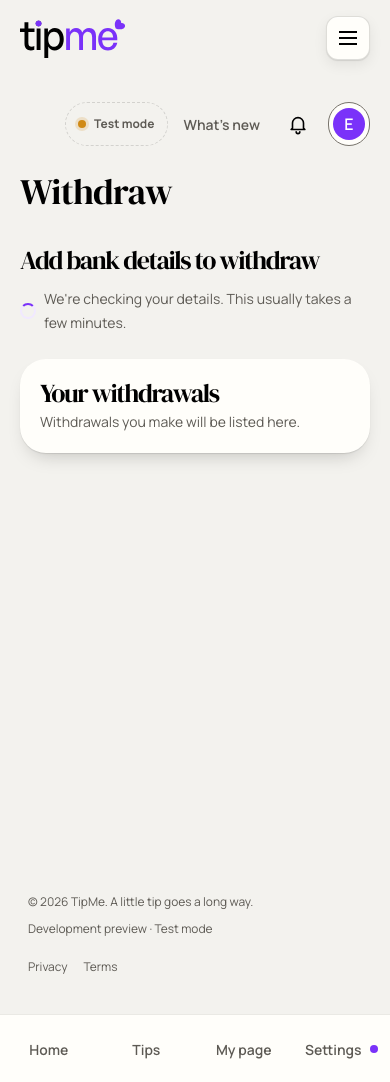 tipme
Test mode
What's new
E
Withdraw
Add bank details to withdraw
We're checking your details. This usually takes a
few minutes.
Your withdrawals
Withdrawals you make will be listed here.
© 2026 TipMe. A little tip goes a long way.
Development preview · Test mode
Privacy Terms
Home Tips My page Settings